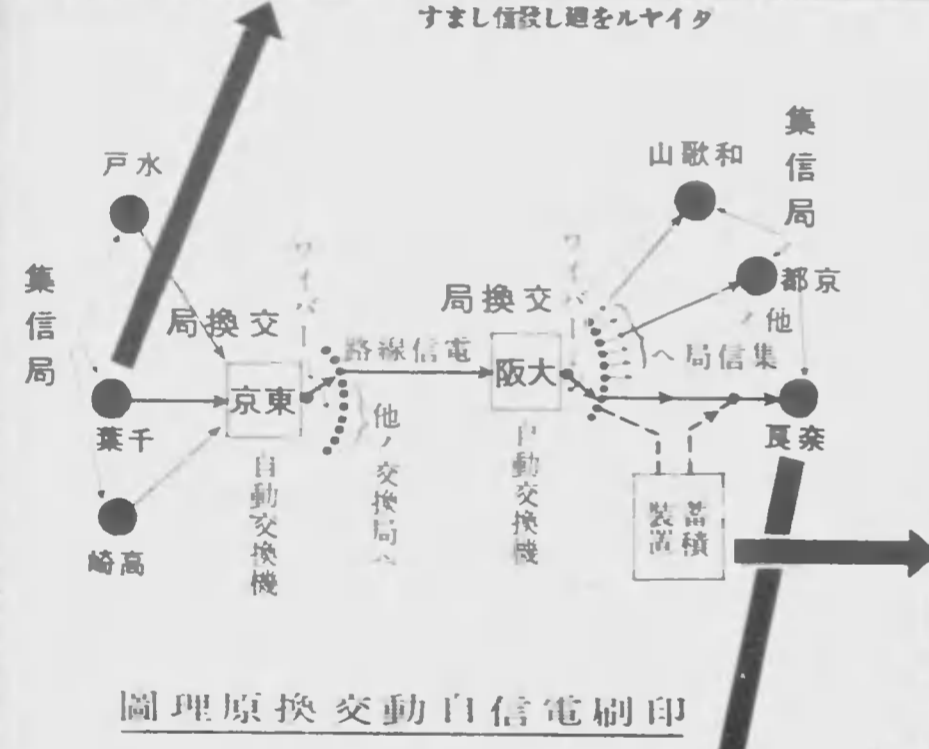 タイヤルを廻し發信します
集信局
水戸
千葉
高崎
交換局
東京
自動交換機
ワイパー
他ノ交換局ヘ
電信線路
交換局
大阪
自動交換機
ワイパー
和歌山
集信局
京都
他ノ
集信局ヘ
奈良
蓄積
装置
印刷電信自動交換原理圖